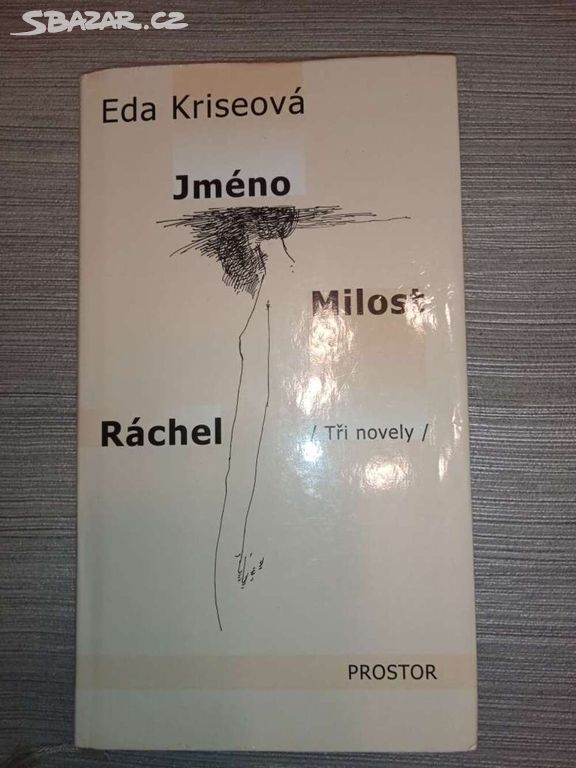 SBAZAR.CZ
Eda Kriseová
Jméno
Milost
Ráchel
/ Tři novely /
PROSTOR